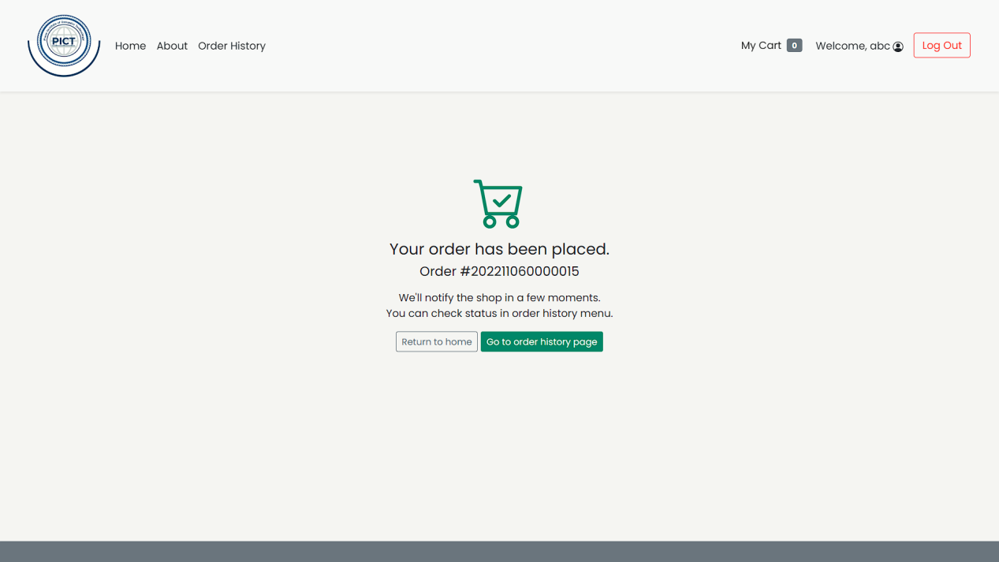 PICT
Home About Order History
My Cart 0 Welcome, abc Log Out
Your order has been placed.
Order #202211060000015
We'll notify the shop in a few moments.
You can check status in order history menu.
Return to home Go to order history page